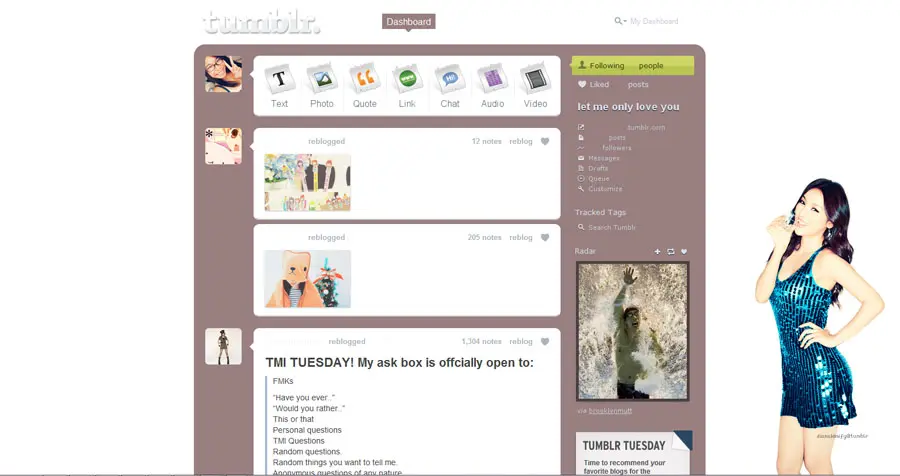 tumblr.
Dashboard
My Dashboard
Text
Photo
Quote
Link
Chat
Audio
Video
Following people
Liked posts
let me only love you
posts
followers
Messages
Drafts
Queue
Customize
Tracked Tags
Search Tumblr
Radar
via brooklynmutt
reblogged
12 notes reblog
reblogged
205 notes reblog
reblogged
1,304 notes reblog
TMI TUESDAY! My ask box is offcially open to:
FMKs
“Have you ever..”
“Would you rather..”
This or that
Personal questions
TMI Questions
Random questions.
Random things you want to tell me.
Anonymous questions of any nature
TUMBLR TUESDAY
Time to recommend your
favorite blogs for the